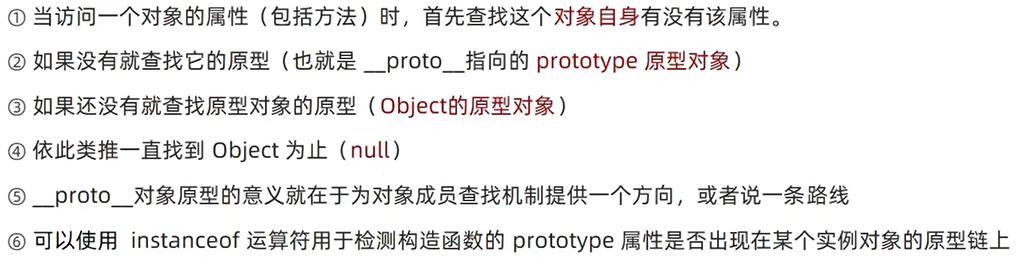 ① 当访问一个对象的属性（包括方法）时，首先查找这个对象自身有没有该属性。
② 如果没有就查找它的原型（也就是 __proto__指向的 prototype 原型对象）
③ 如果还没有就查找原型对象的原型（Object的原型对象）
④ 依此类推一直找到 Object 为止（null）
⑤ __proto__对象原型的意义就在于为对象成员查找机制提供一个方向，或者说一条路线
⑥ 可以使用 instanceof 运算符用于检测构造函数的 prototype 属性是否出现在某个实例对象的原型链上